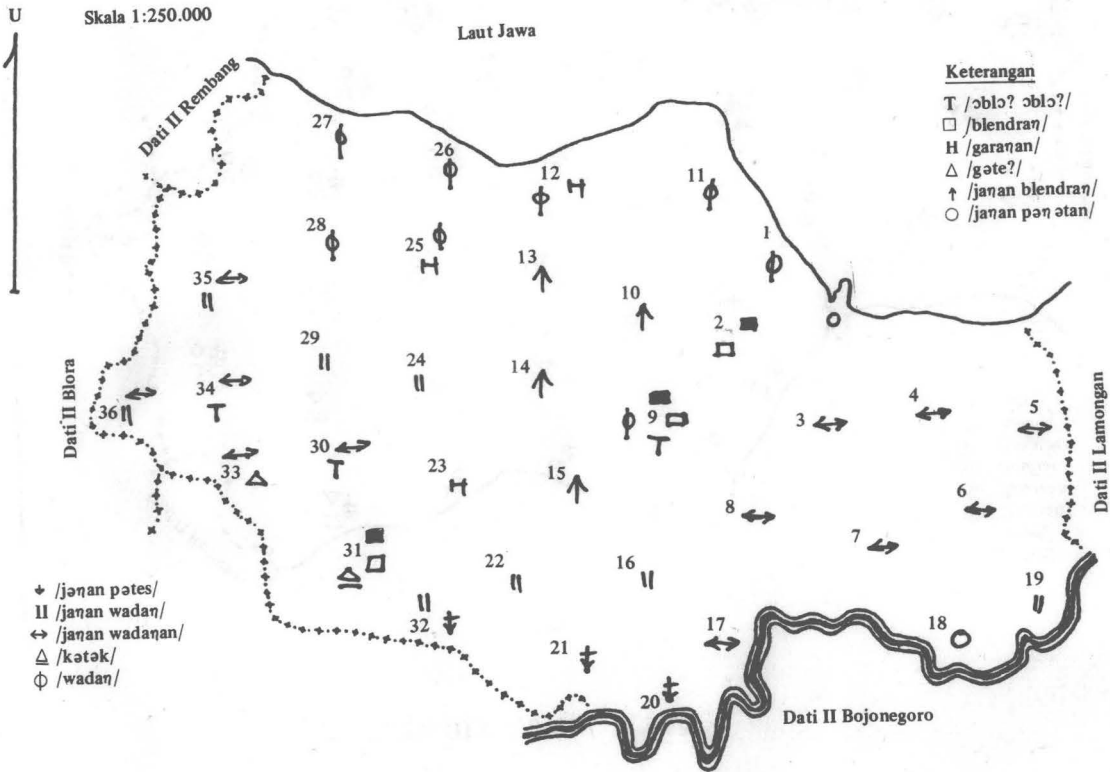 U
Skala 1:250.000
Laut Jawa
Keterangan
T /ɔblɔ? ɔblɔ?/
/blendraŋ/
H /garaŋan/
/gəte?/
/jaŋan blendraŋ/
/jaŋan pəŋ ətan/
Dati II Rembang
27
26
12
H
11
28
25
H
13
1
35
10
2
29
24
14
34
T
36
Dati II Blora
9
T
3
4
5
Dati II Lamongan
33
30
T
23
H
15
8
6
7
31
22
16
19
/jəŋan pətes/
/jaŋan wadaŋ/
/jaŋan wadaŋan/
/kətək/
/wadaŋ/
32
21
17
18
20
Dati II Bojonegoro